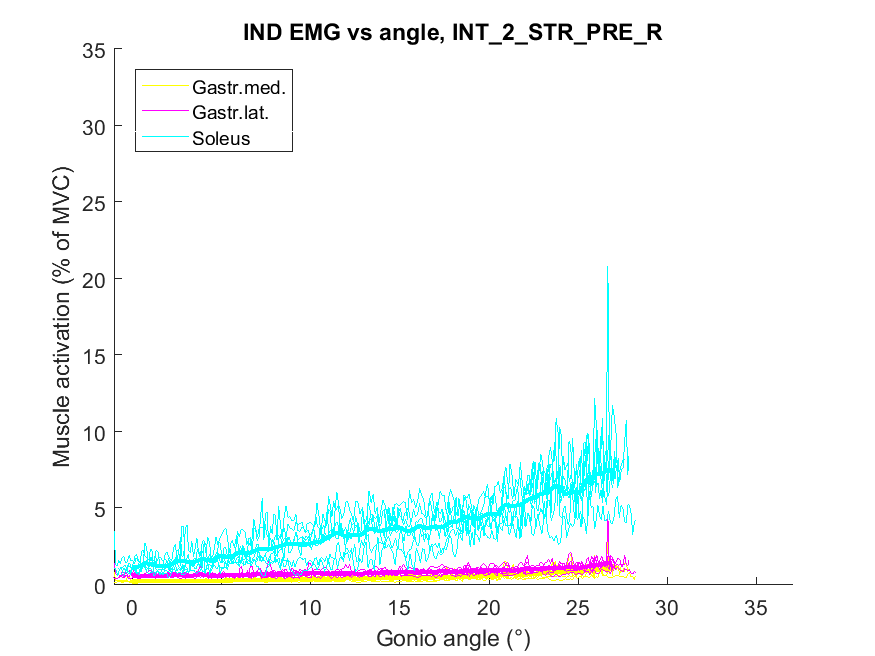 IND EMG vs angle, INT_2_STR_PRE_R
35
30
25
20
15
10
5
0
Muscle activation (% of MVC)
Gastr.med.
Gastr.lat.
Soleus
0 5 10 15 20 25 30 35
Gonio angle (°)